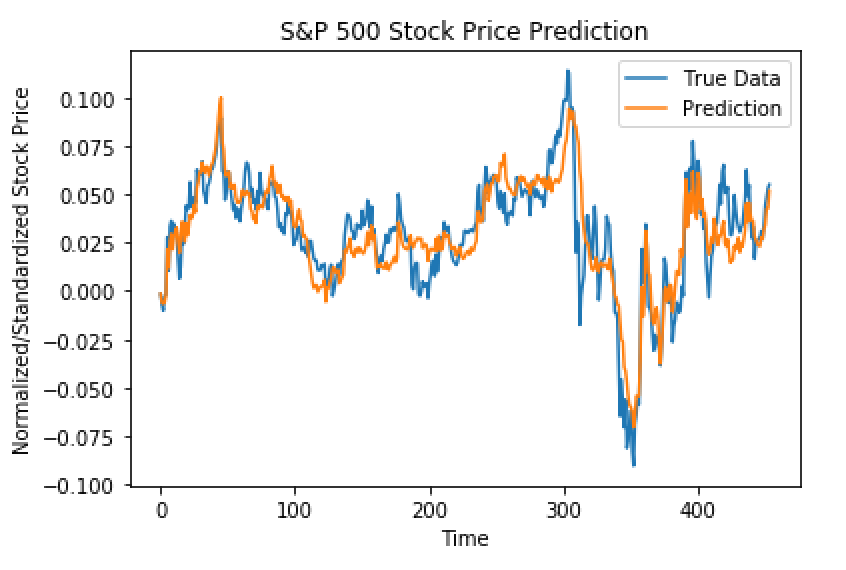 S&P 500 Stock Price Prediction
True Data
Prediction
Normalized/Standardized Stock Price
0.100
0.075
0.050
0.025
0.000
−0.025
−0.050
−0.075
−0.100
0 100 200 300 400
Time